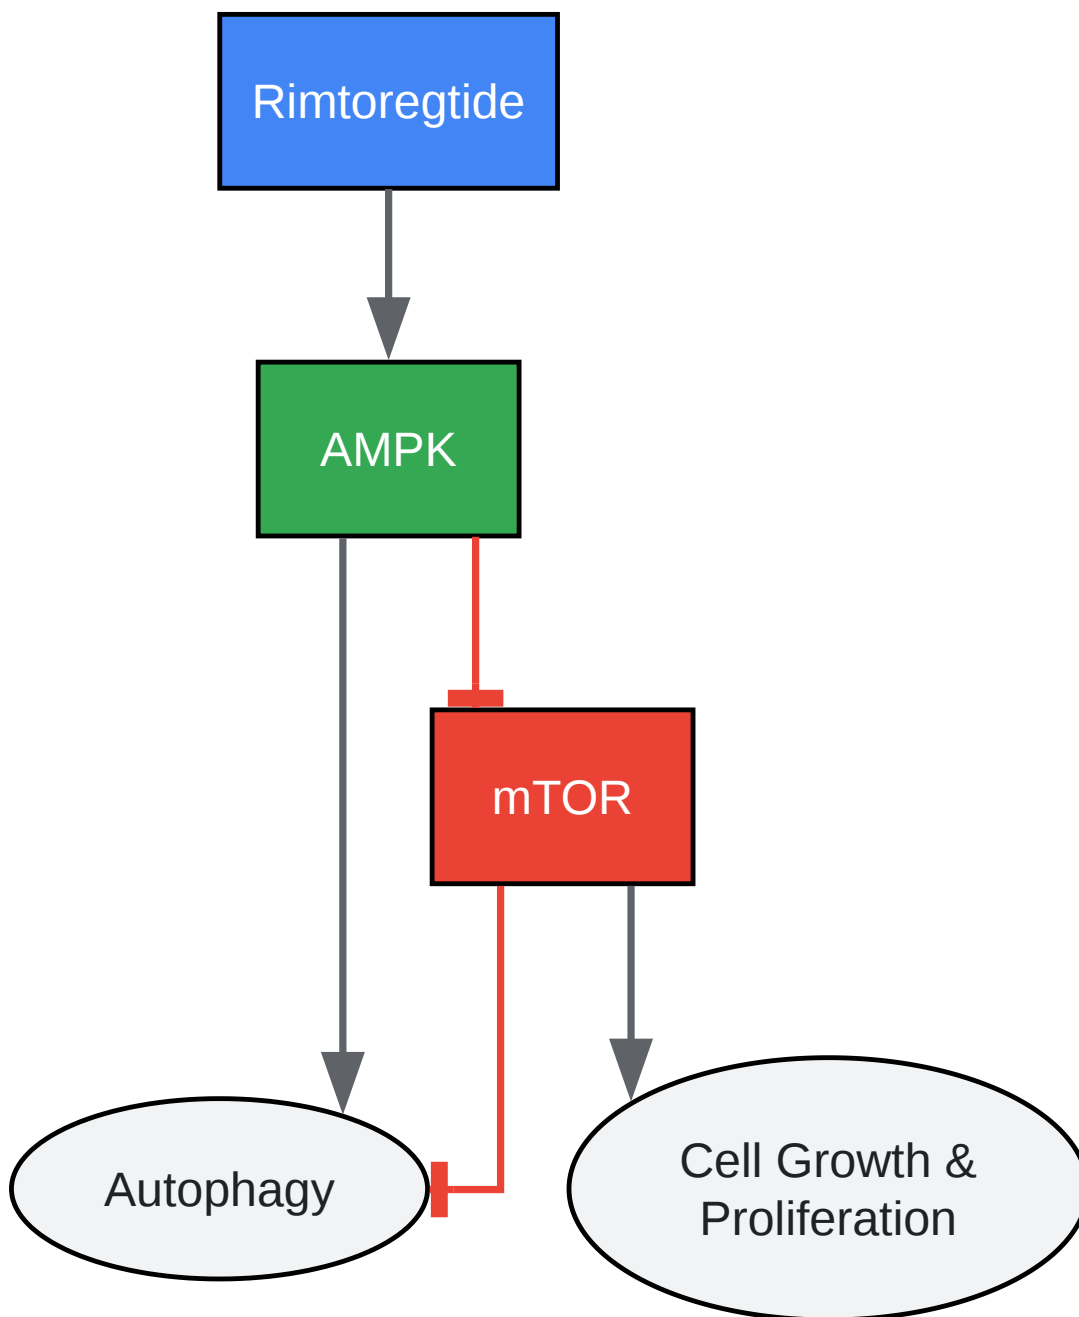 Rimtoregtide
AMPK
mTOR
Autophagy
Cell Growth &
Proliferation